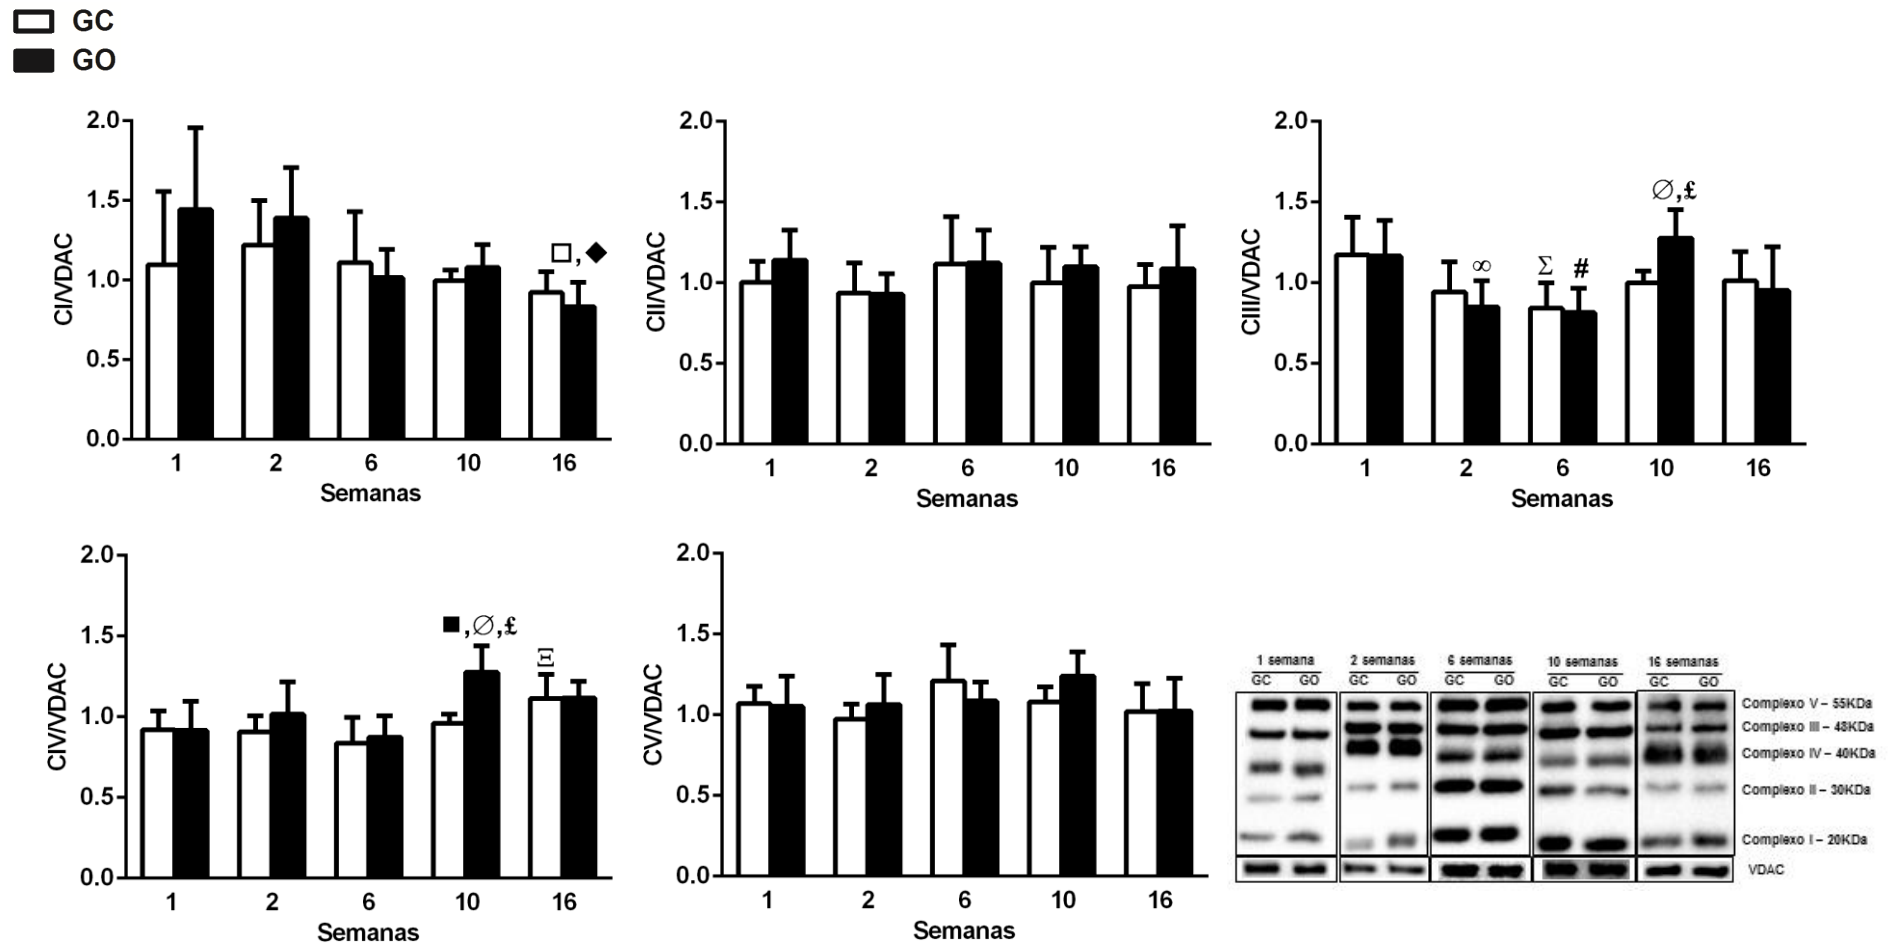 GC
GO
CI/VDAC
2.0
1.5
1.0
0.5
0.0
□,◆
1 2 6 10 16
Semanas
CII/VDAC
2.0
1.5
1.0
0.5
0.0
1 2 6 10 16
Semanas
CIII/VDAC
2.0
1.5
1.0
0.5
0.0
∞ Σ # ∅,£
1 2 6 10 16
Semanas
CIV/VDAC
2.0
1.5
1.0
0.5
0.0
■,∅,£
[I]
1 2 6 10 16
Semanas
CV/VDAC
2.0
1.5
1.0
0.5
0.0
1 2 6 10 16
Semanas
1 semana 2 semanas 6 semanas 10 semanas 16 semanas
GC GO GC GO GC GO GC GO GC GO
Complexo V – 55KDa
Complexo III – 48KDa
Complexo IV – 40KDa
Complexo II – 30KDa
Complexo I – 20KDa
VDAC